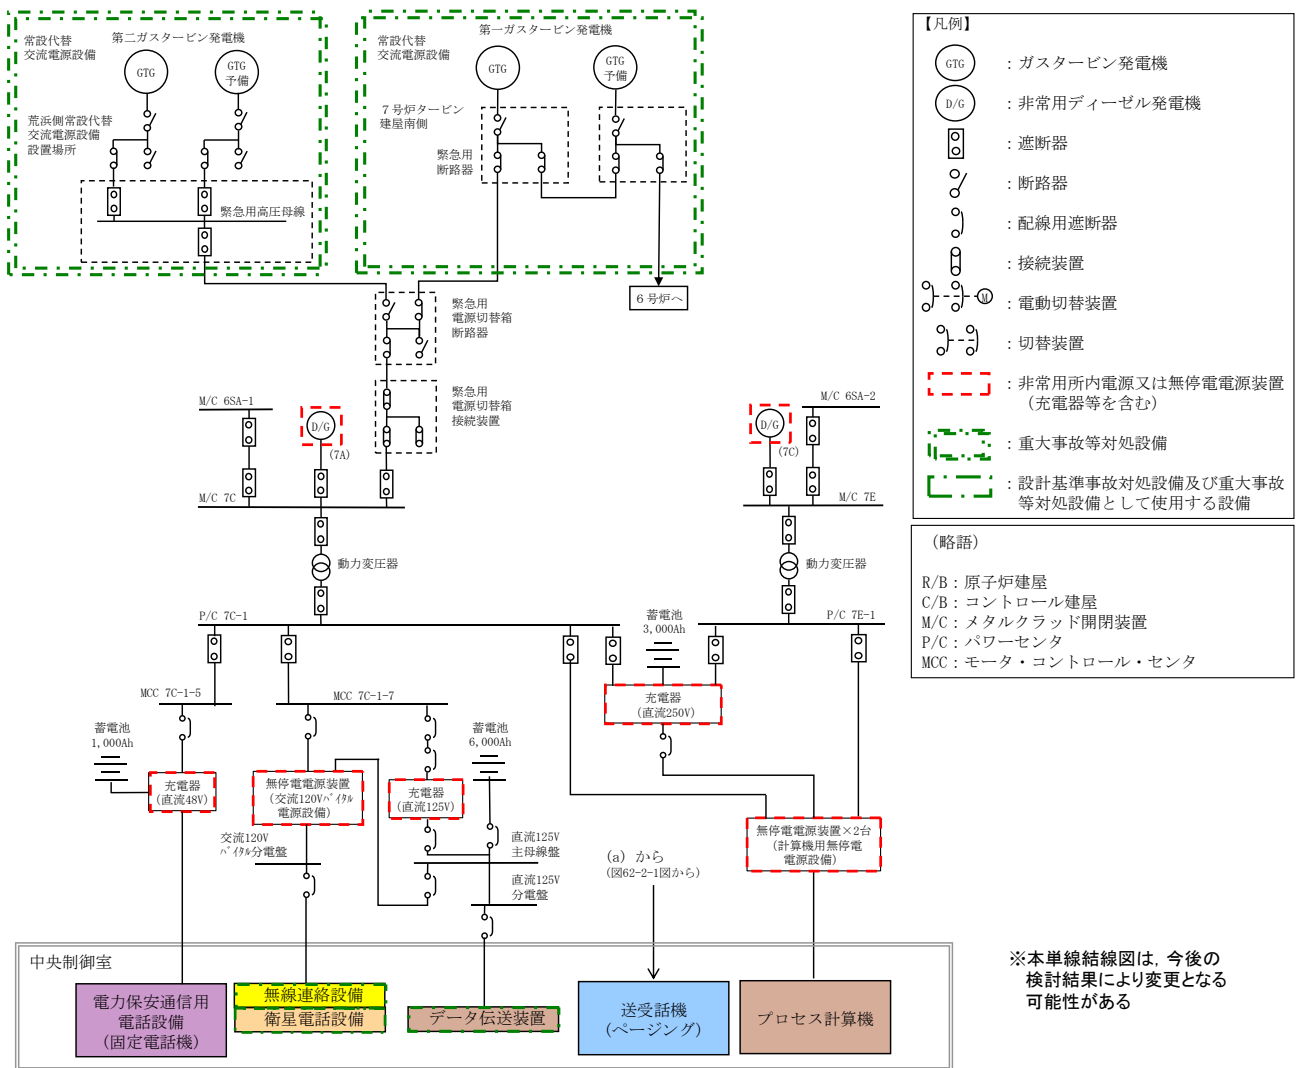 常設代替
交流電源設備
第二ガスタービン発電機
GTG
GTG
予備
荒浜側常設代替
交流電源設備
設置場所
緊急用高圧母線
常設代替
交流電源設備
第一ガスタービン発電機
GTG
GTG
予備
7号炉タービン
建屋南側
緊急用
断路器
6号炉へ
緊急用
電源切替箱
断路器
緊急用
電源切替箱
接続装置
M/C 6SA-1
D/G
(7A)
M/C 7C
動力変圧器
P/C 7C-1
M/C 6SA-2
D/G
(7C)
M/C 7E
動力変圧器
P/C 7E-1
蓄電池
3,000Ah
充電器
(直流250V)
MCC 7C-1-5
MCC 7C-1-7
蓄電池
1,000Ah
充電器
(直流48V)
無停電電源装置
(交流120Vバイタル
電源設備)
充電器
(直流125V)
蓄電池
6,000Ah
交流120V
バイタル分電盤
直流125V
主母線盤
直流125V
分電盤
(a) から
(図62-2-1図から)
無停電電源装置×2台
(計算機用無停電
電源設備)
中央制御室
電力保安通信用
電話設備
(固定電話機)
無線連絡設備
衛星電話設備
データ伝送装置
送受話機
(ページング)
プロセス計算機
【凡例】
GTG
:ガスタービン発電機
D/G
:非常用ディーゼル発電機
:遮断器
:断路器
:配線用遮断器
:接続装置
M
:電動切替装置
:切替装置
:非常用所内電源又は無停電電源装置
(充電器等を含む)
:重大事故等対処設備
:設計基準事故対処設備及び重大事故
等対処設備として使用する設備
(略語)
R/B:原子炉建屋
C/B:コントロール建屋
M/C:メタルクラッド開閉装置
P/C:パワーセンタ
MCC:モータ・コントロール・センタ
※本単線結線図は,今後の
検討結果により変更となる
可能性がある